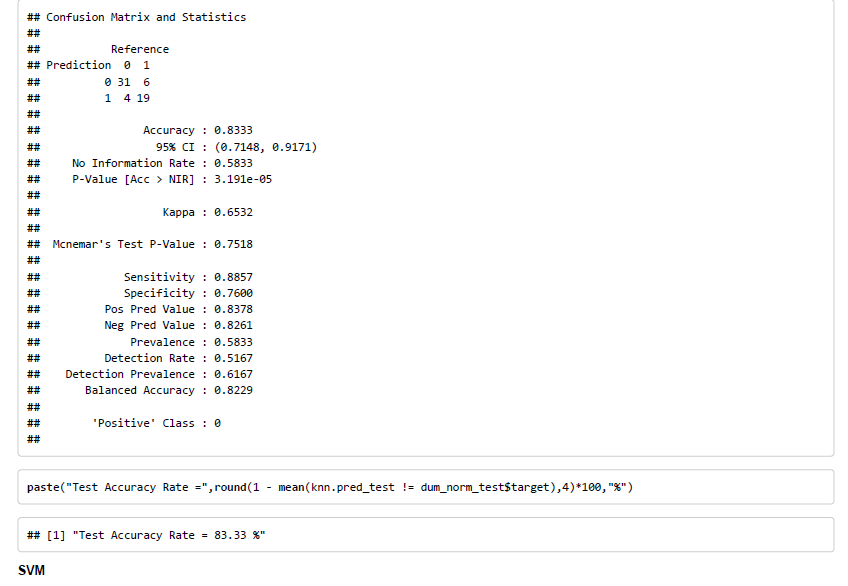 ## Confusion Matrix and Statistics
##
##           Reference
## Prediction  0  1
##          0 31  6
##          1  4 19
##
##                Accuracy : 0.8333
##                  95% CI : (0.7148, 0.9171)
##     No Information Rate : 0.5833
##     P-Value [Acc > NIR] : 3.191e-05
##
##                   Kappa : 0.6532
##
##  Mcnemar's Test P-Value : 0.7518
##
##             Sensitivity : 0.8857
##             Specificity : 0.7600
##          Pos Pred Value : 0.8378
##          Neg Pred Value : 0.8261
##              Prevalence : 0.5833
##          Detection Rate : 0.5167
##    Detection Prevalence : 0.6167
##       Balanced Accuracy : 0.8229
##
##        'Positive' Class : 0
##
paste("Test Accuracy Rate =",round(1 - mean(knn.pred_test != dum_norm_test$target),4)*100,"%")
## [1] "Test Accuracy Rate = 83.33 %"
SVM